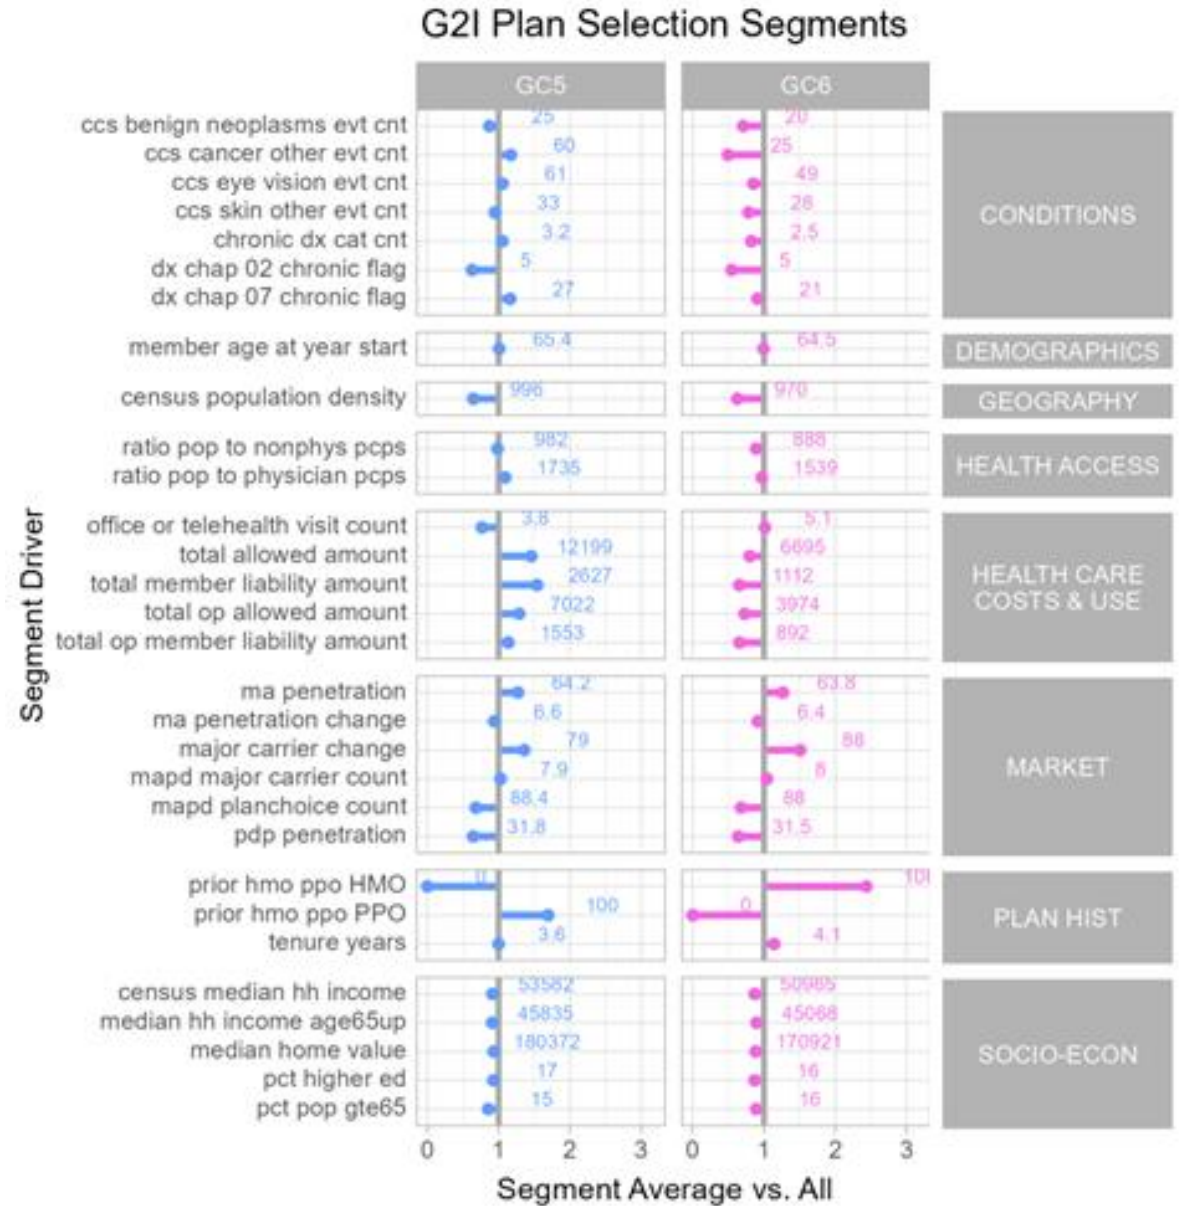 G2I Plan Selection Segments
GC5 GC6
ccs benign neoplasms evt cnt 25 20
ccs cancer other evt cnt 60 25
ccs eye vision evt cnt 61 49
ccs skin other evt cnt 33 28
chronic dx cat cnt 3.2 2.5
dx chap 02 chronic flag 5 5
dx chap 07 chronic flag 27 21
CONDITIONS
member age at year start 65.4 64.5
DEMOGRAPHICS
census population density 996 970
GEOGRAPHY
ratio pop to nonphys pcps 982 888
ratio pop to physician pcps 1735 1539
HEALTH ACCESS
office or telehealth visit count 3.8 5.1
total allowed amount 12199 6695
total member liability amount 2627 1112
total op allowed amount 7022 3974
total op member liability amount 1553 892
HEALTH CARE
COSTS & USE
ma penetration 64.2 63.8
ma penetration change 6.6 6.4
major carrier change 79 88
mapd major carrier count 7.9 8
mapd planchoice count 88.4 88
pdp penetration 31.8 31.5
MARKET
prior hmo ppo HMO 0
prior hmo ppo PPO 100 0
tenure years 3.6 4.1
PLAN HIST
census median hh income 53582 50985
median hh income age65up 45835 45068
median home value 180372 170921
pct higher ed 17 16
pct pop gte65 15 16
SOCIO-ECON
0 1 2 3 0 1 2 3
Segment Average vs. All
Segment Driver